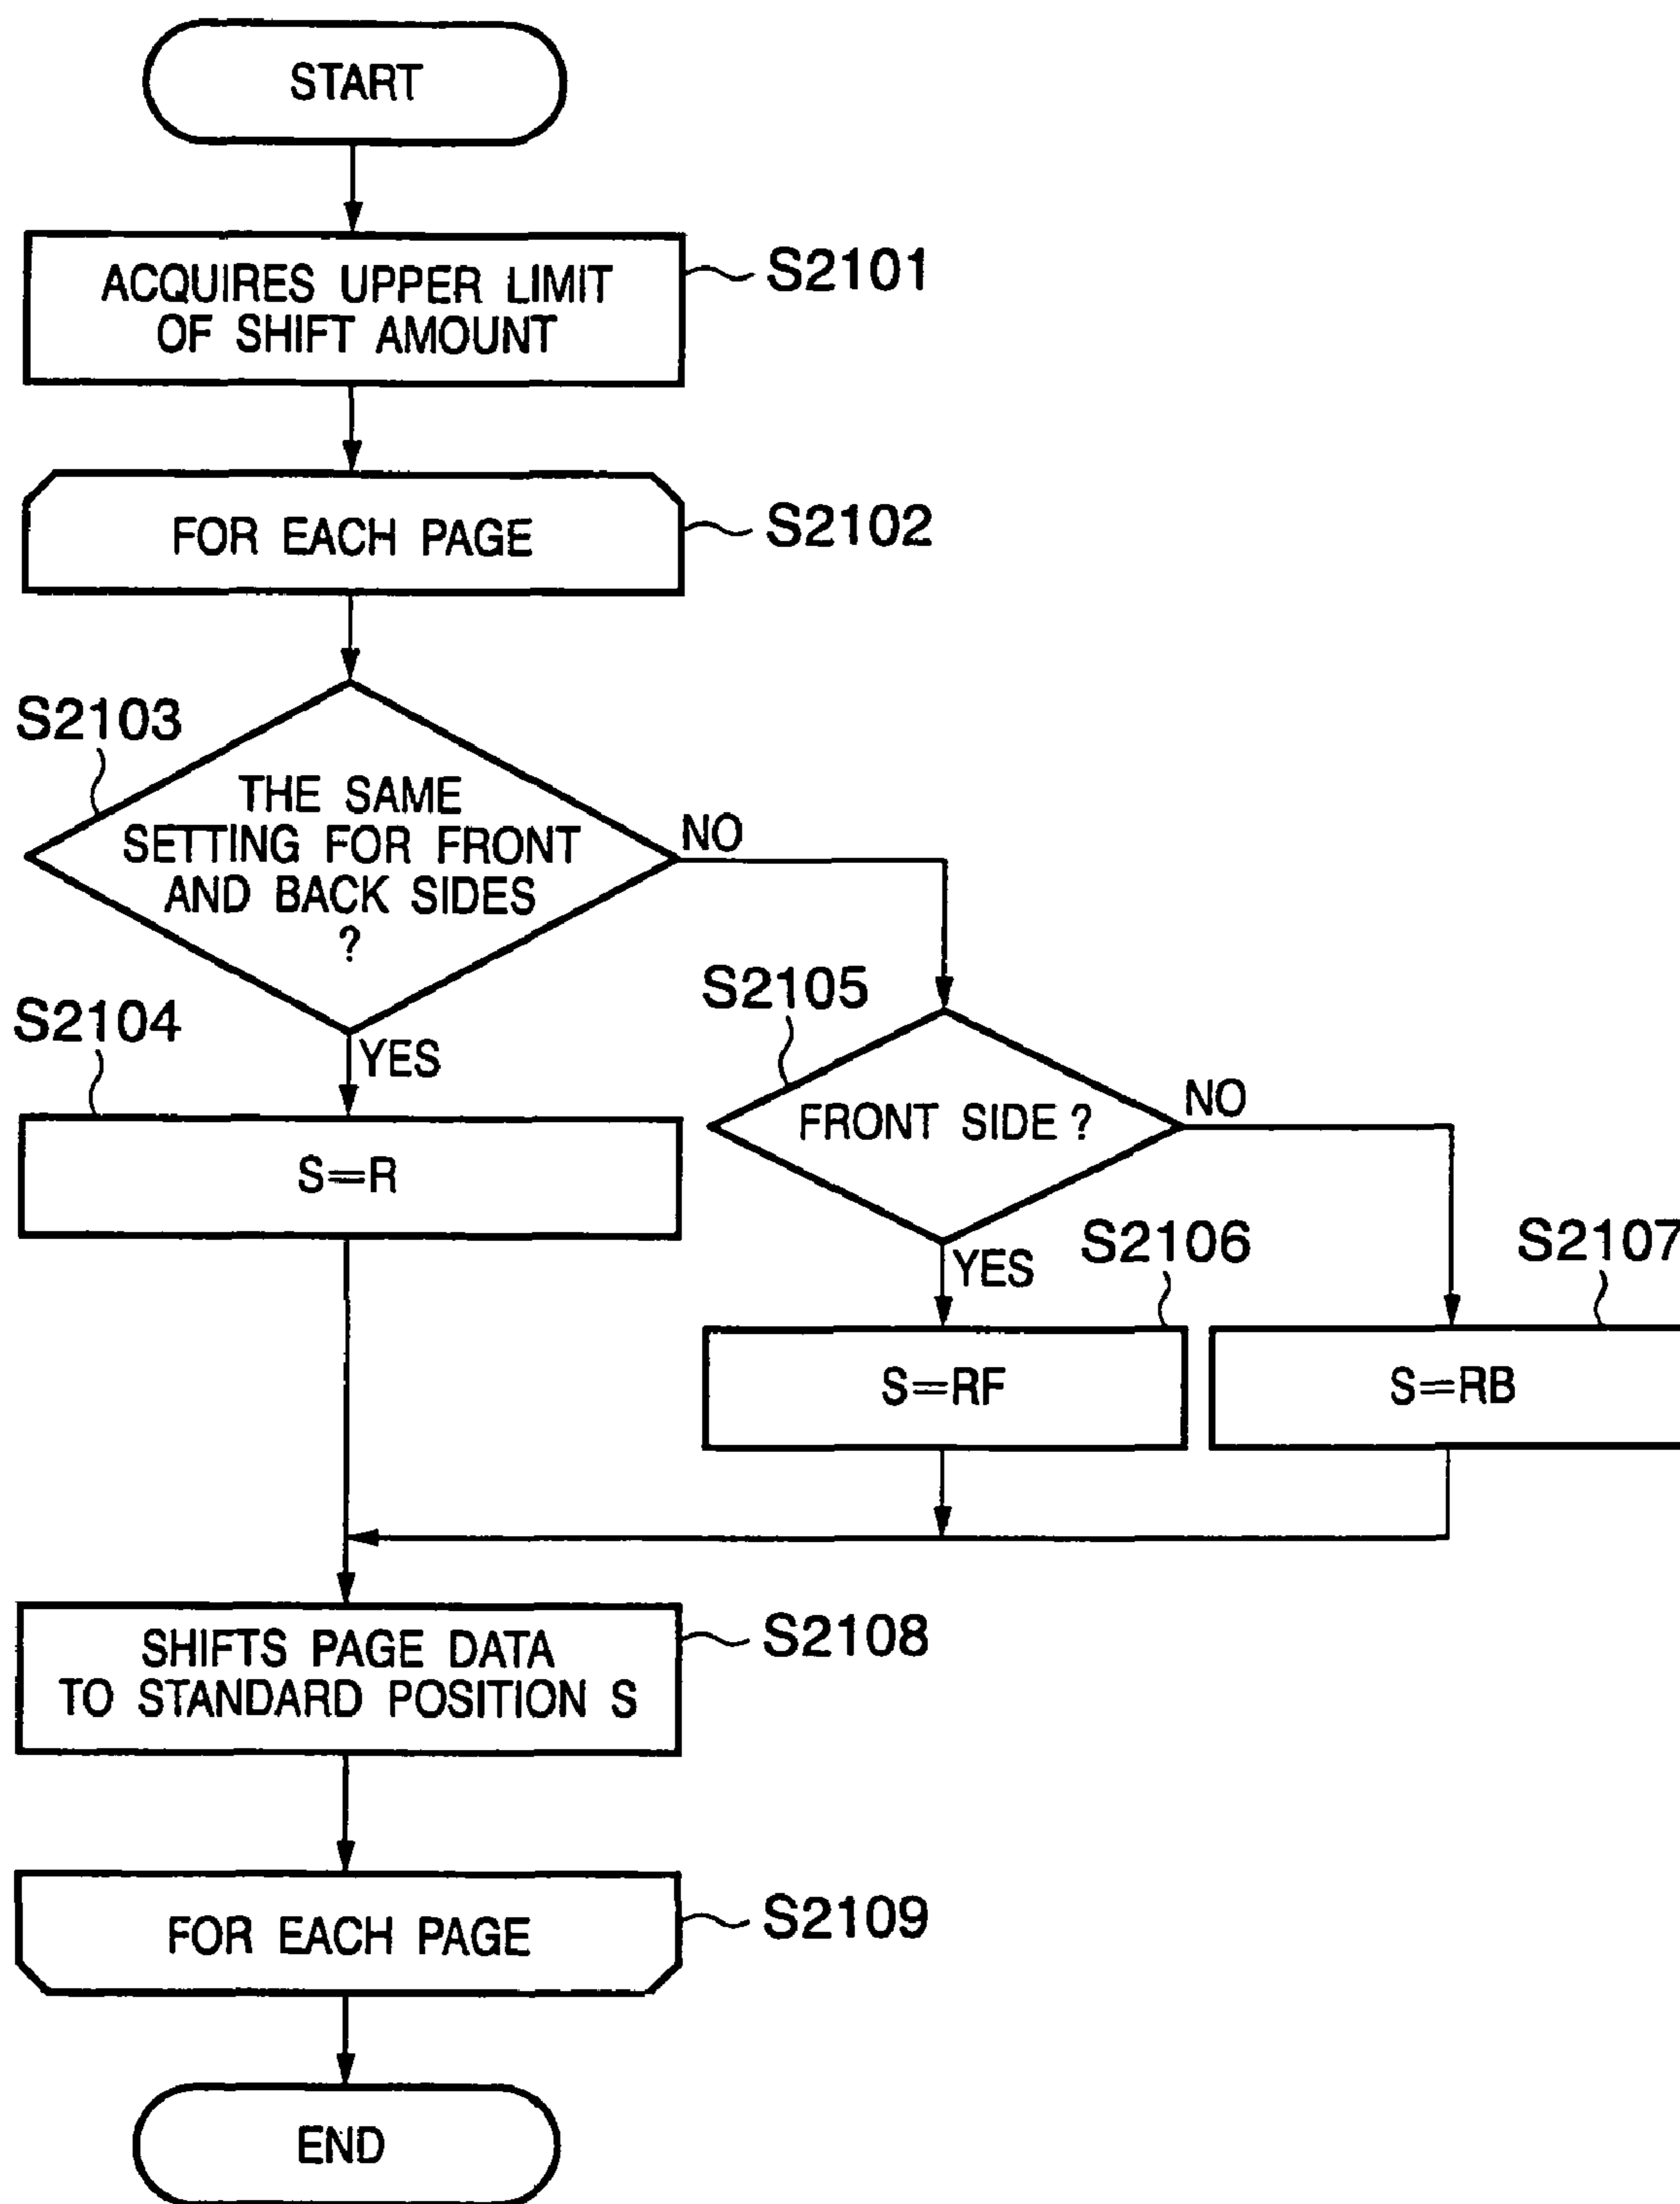 START
ACQUIRES UPPER LIMIT
OF SHIFT AMOUNT
S2101
FOR EACH PAGE
S2102
S2103
THE SAME
SETTING FOR FRONT
AND BACK SIDES
?
NO
YES
S2104
S=R
S2105
FRONT SIDE ?
NO
YES
S2106
S=RF
S2107
S=RB
SHIFTS PAGE DATA
TO STANDARD POSITION S
S2108
FOR EACH PAGE
S2109
END